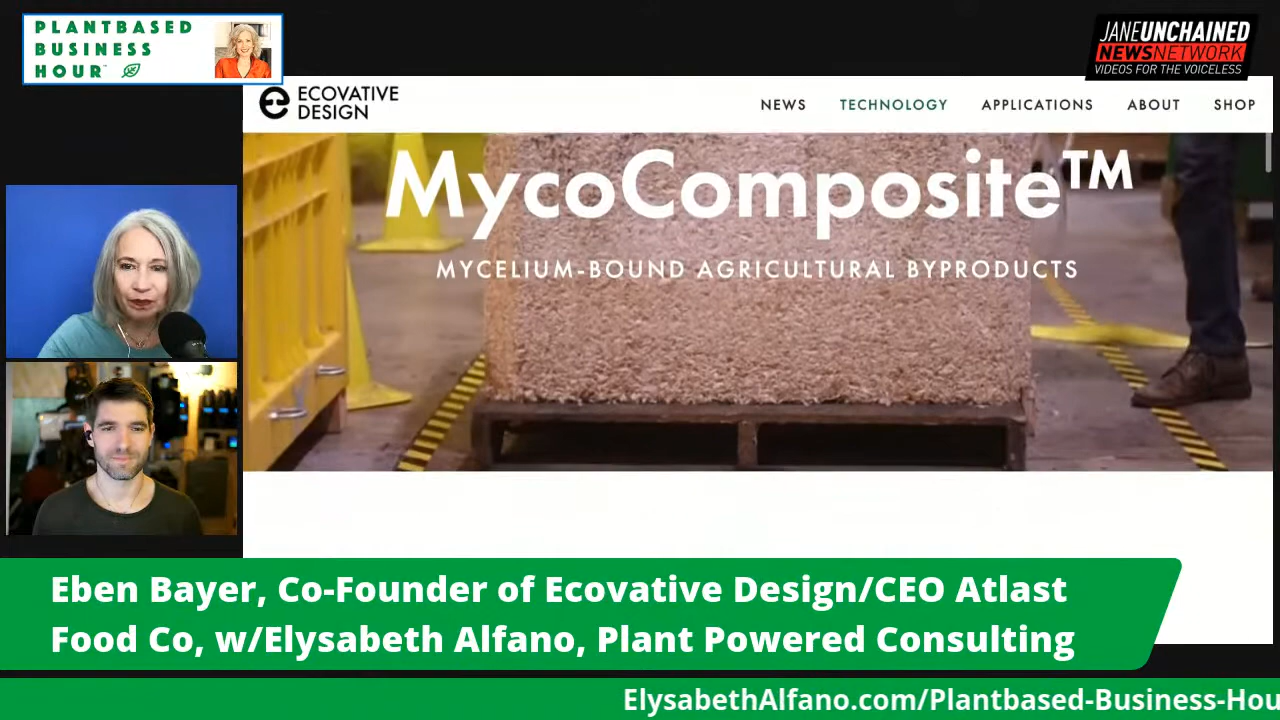 PLANTBASED
BUSINESS
HOUR
JANEUNCHAINED
NEWSNETWORK
VIDEOS FOR THE VOICELESS
ECOVATIVE
DESIGN
NEWS TECHNOLOGY APPLICATIONS ABOUT SHOP
MycoComposite™
MYCELIUM-BOUND AGRICULTURAL BYPRODUCTS
Eben Bayer, Co-Founder of Ecovative Design/CEO Atlast
Food Co, w/Elysabeth Alfano, Plant Powered Consulting
ElysabethAlfano.com/Plantbased-Business-Hou